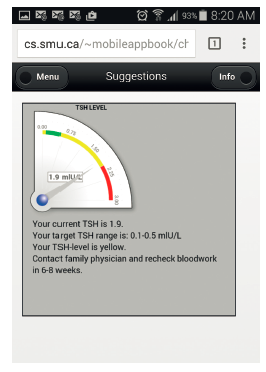 93% 8:20 AM
cs.smu.ca/~mobileappbook/ch 1
Menu Suggestions Info
TSH LEVEL
0.00
0.75
1.50
2.25
3.00
1.9 mIU/L
Your current TSH is 1.9.
Your target TSH range is: 0.1-0.5 mIU/L
Your TSH-level is yellow.
Contact family physician and recheck bloodwork
in 6-8 weeks.